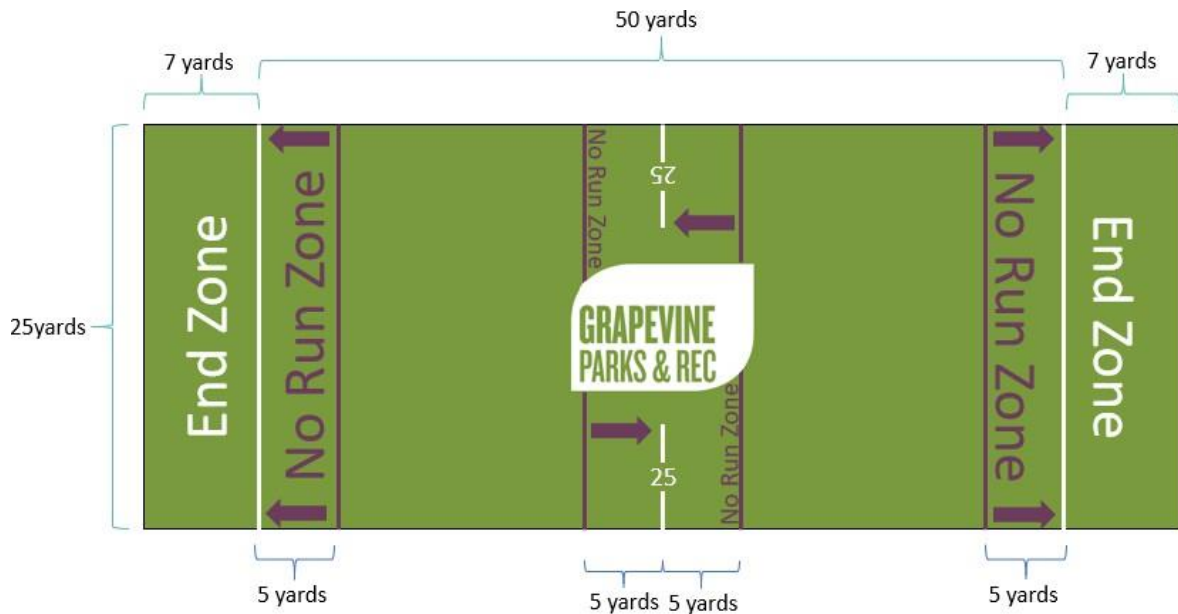 50 yards
7 yards
7 yards
25yards
End Zone
No Run Zone
No Run Zone
25
GRAPEVINE
PARKS & REC
25
No Run Zone
No Run Zone
End Zone
5 yards
5 yards
5 yards
5 yards